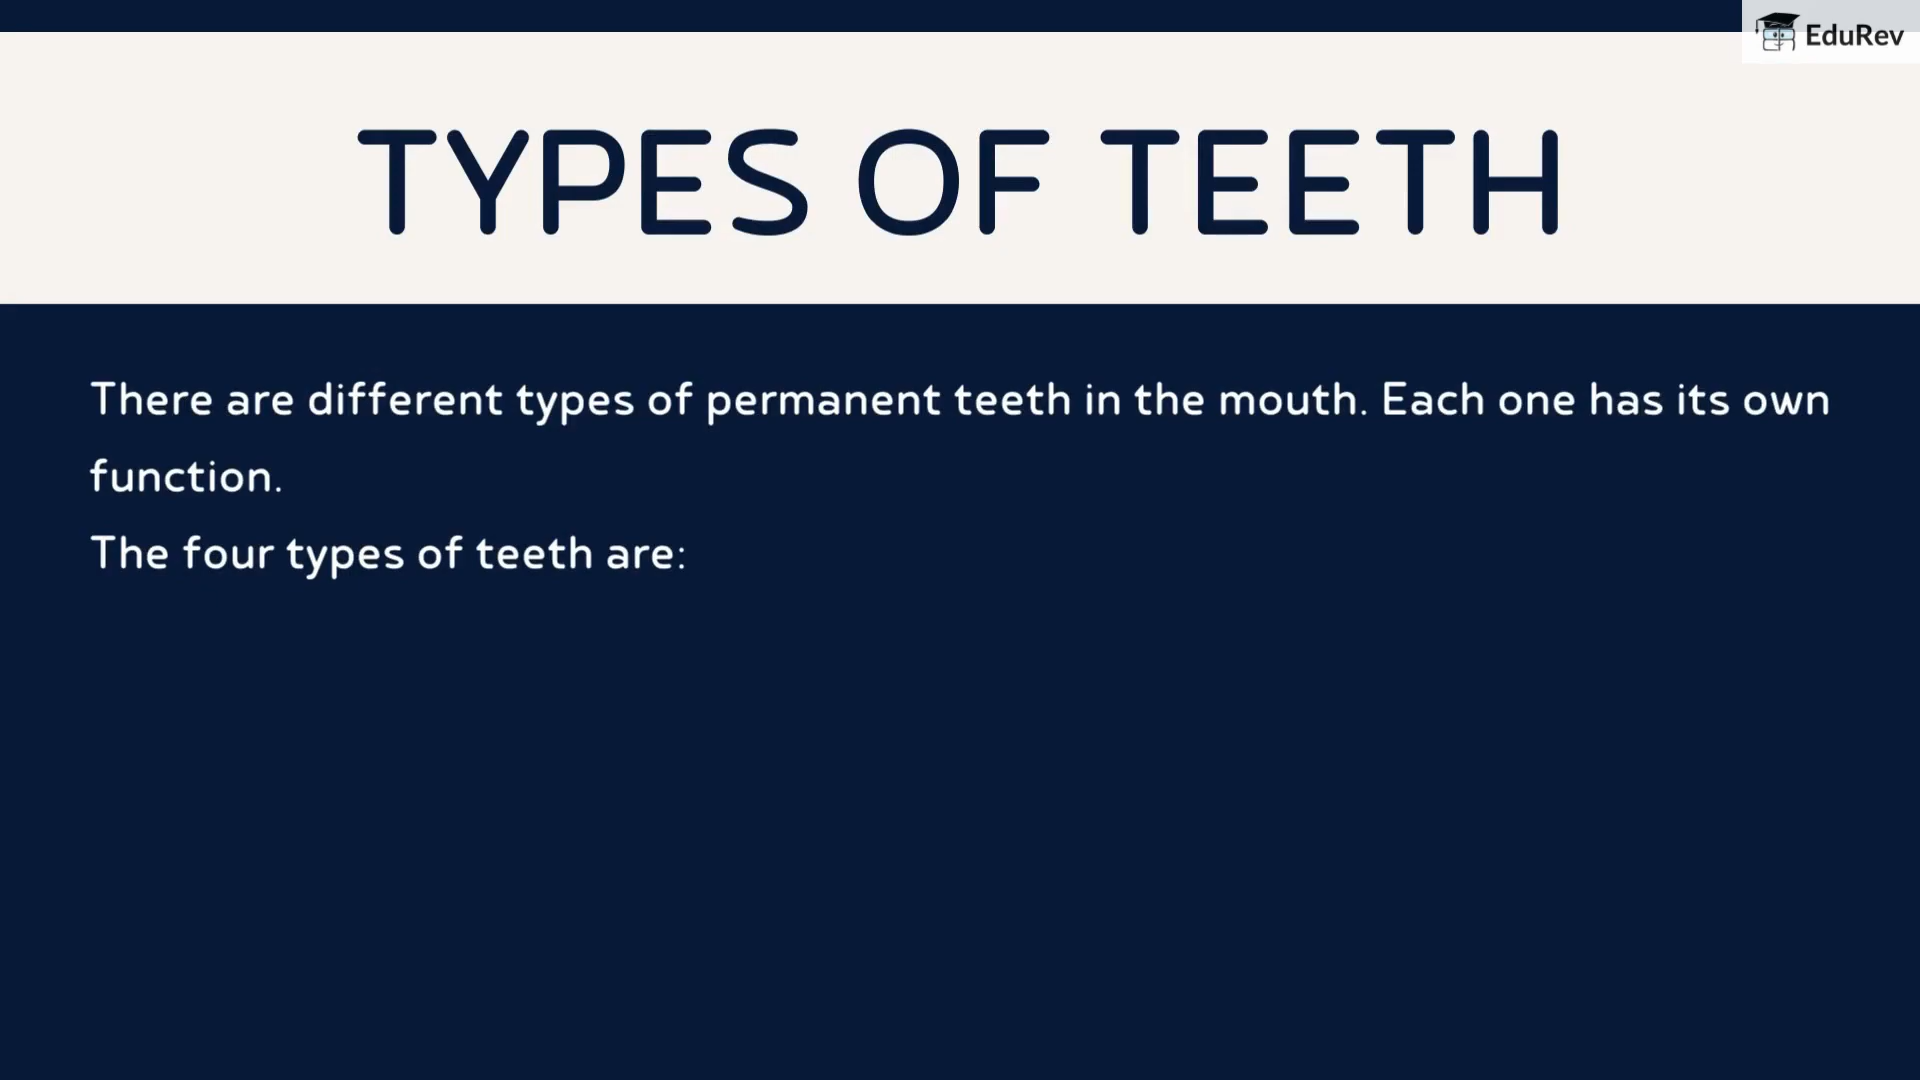 EduRev
TYPES OF TEETH
There are different types of permanent teeth in the mouth. Each one has its own
function.
The four types of teeth are: